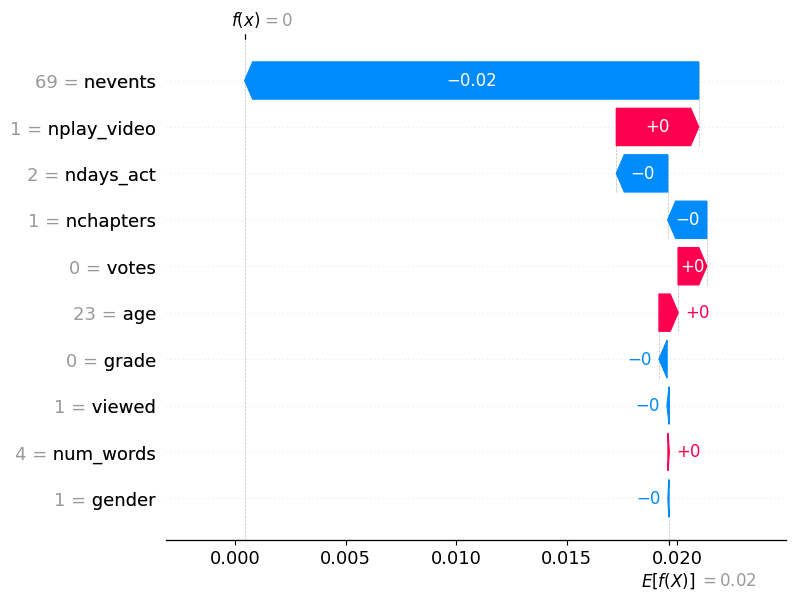 f(x) = 0
69 = nevents
−0.02
1 = nplay_video
+0
2 = ndays_act
−0
1 = nchapters
−0
0 = votes
+0
23 = age
+0
0 = grade
−0
1 = viewed
−0
4 = num_words
+0
1 = gender
−0
0.000 0.005 0.010 0.015 0.020
E[f(X)] = 0.02